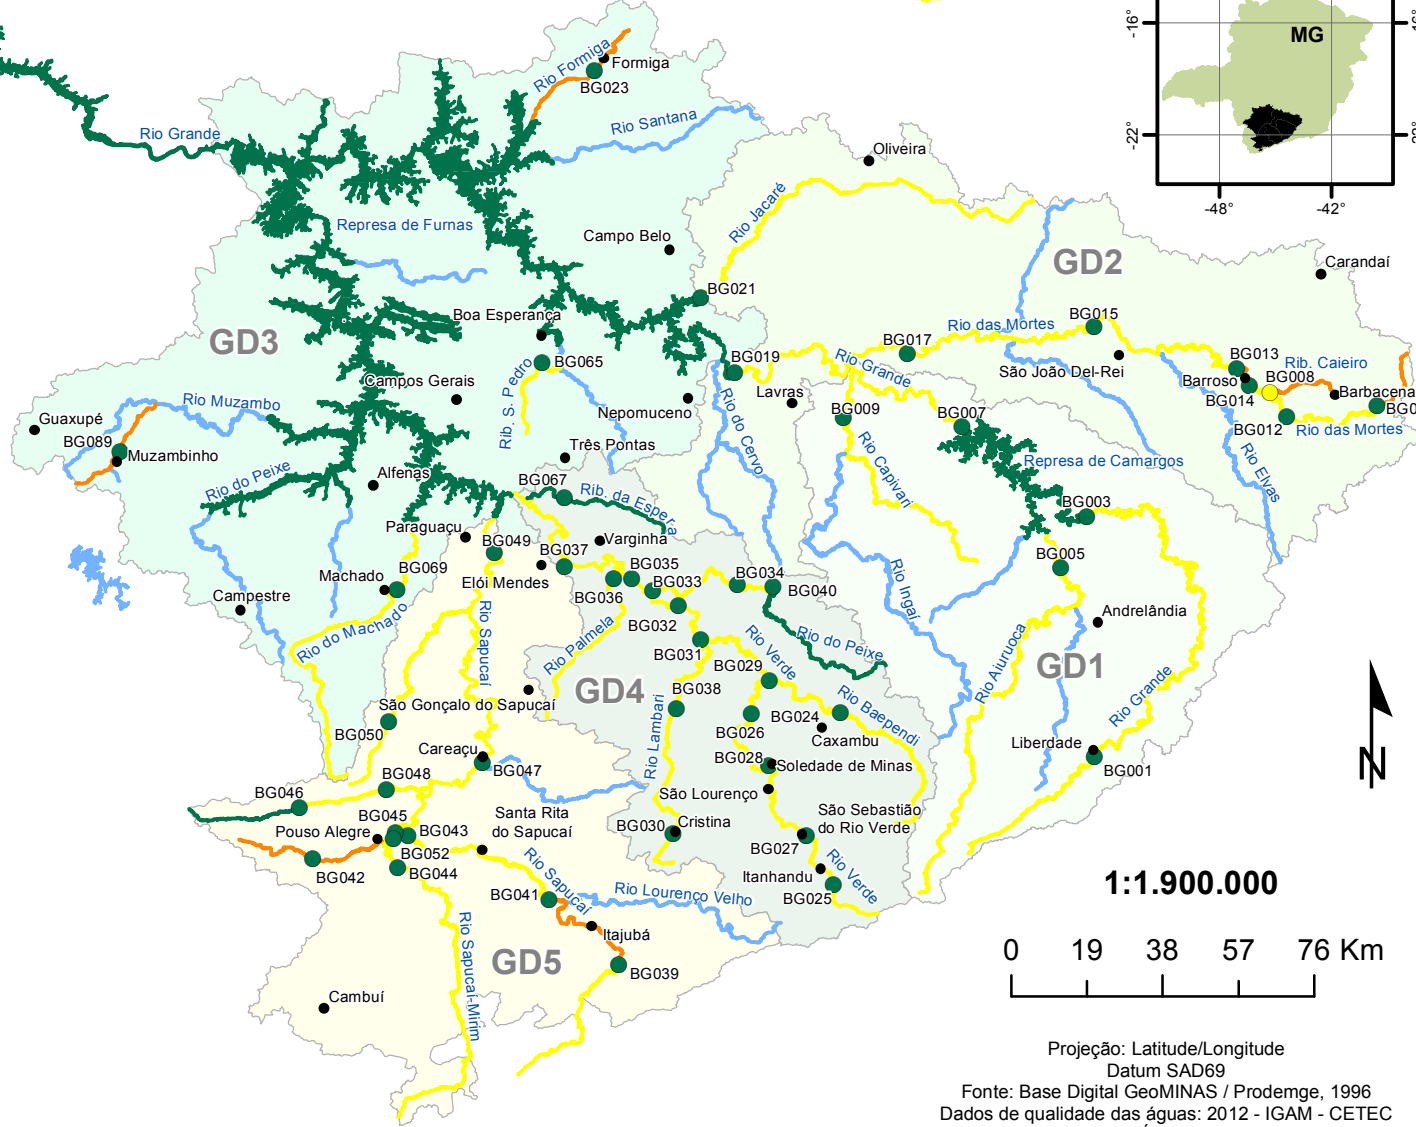 MG
-16°
-22°
-48°
-42°
Rio Formiga
Formiga
BG023
Rio Grande
Rio Santana
Oliveira
Represa de Furnas
Rio Jacaré
Campo Belo
GD2
Carandaí
BG021
Boa Esperança
BG015
Rio das Mortes
GD3
BG017
BG019
Rio Grande
São João Del-Rei
BG013
Rib. Caieiro
BG065
Barroso
BG008
Barbacena
Campos Gerais
Rib. S. Pedro
BG014
Lavras
Rio Muzambo
Nepomuceno
BG009
BG007
BG012
Rio das Mortes
Guaxupé
BG089
Muzambinho
Três Pontas
Rio do Cervo
Rio Capivari
Represa de Camargos
Rio Elvas
Rio do Peixe
Alfenas
BG067
Rib. da Espera
BG003
Paraguaçu
BG049
BG037
Varginha
BG005
Machado
BG069
Elói Mendes
BG035
BG033
BG034
BG040
Rio Ingaí
Campestre
BG036
BG032
Andrelândia
Rio do Machado
Rio Sapucaí
Rio Palmela
BG031
Rio Verde
Rio do Peixe
BG029
Rio Aiuruoca
GD1
GD4
BG038
Rio Baependi
Rio Grande
São Gonçalo do Sapucaí
BG024
BG026
Caxambu
BG050
Rio Lambari
Liberdade
Careaçu
BG028
Soledade de Minas
BG001
BG047
BG048
São Lourenço
BG046
BG045
Santa Rita
do Sapucaí
São Sebastião
do Rio Verde
Pouso Alegre
BG043
BG030
Cristina
BG027
BG052
BG042
BG044
Rio Sapucaí
Itanhandu
Rio Verde
BG041
Rio Lourenço Velho
BG025
1:1.900.000
Rio Sapucaí-Mirim
Itajubá
GD5
BG039
0 19 38 57 76 Km
N
Cambuí
Projeção: Latitude/Longitude
Datum SAD69
Fonte: Base Digital GeoMINAS / Prodemge, 1996
Dados de qualidade das águas: 2012 - IGAM - CETEC